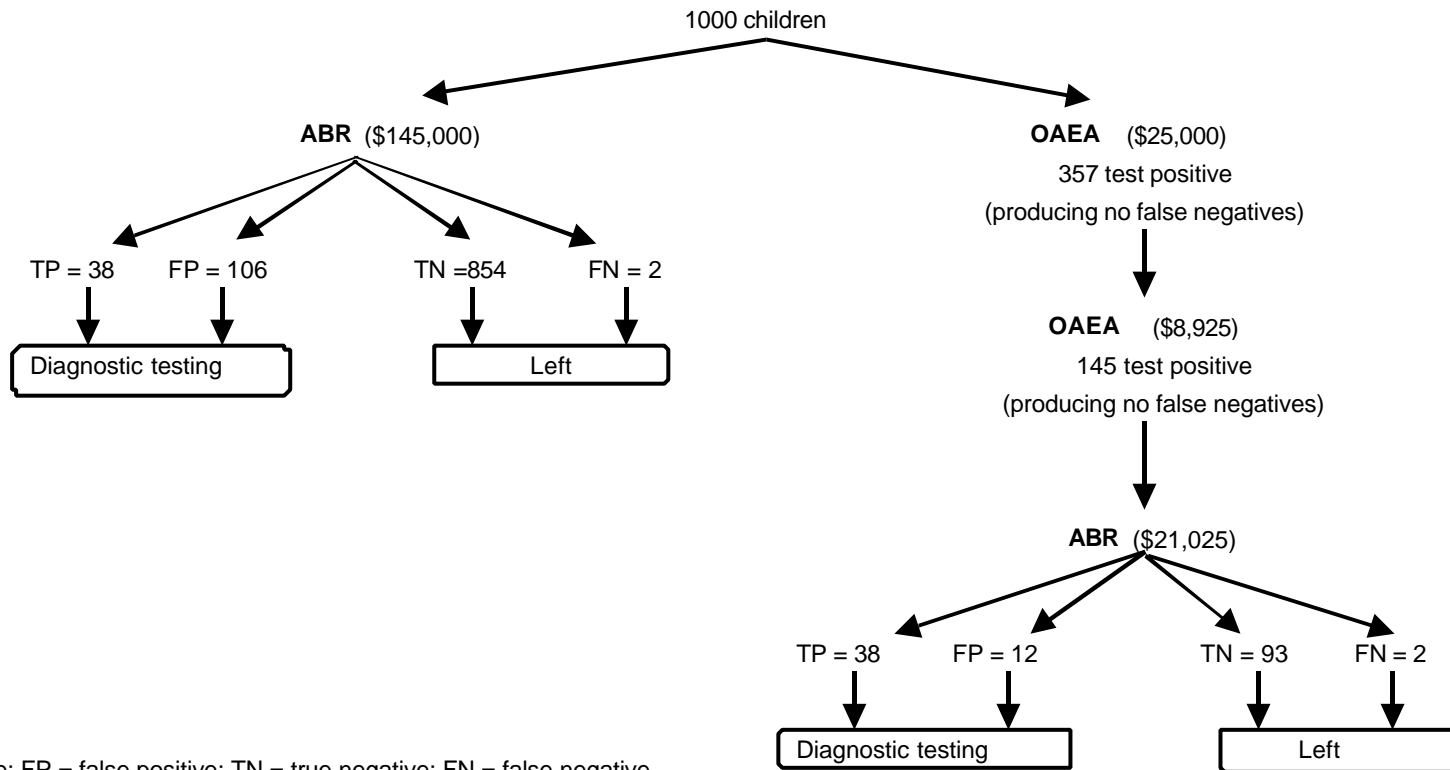 1000 children
ABR ($145,000)
OAEA ($25,000)
357 test positive
(producing no false negatives)
TP = 38 FP = 106 TN =854 FN = 2
Diagnostic testing Left
OAEA ($8,925)
145 test positive
(producing no false negatives)
ABR ($21,025)
TP = 38 FP = 12 TN = 93 FN = 2
Diagnostic testing Left
FP = false positive; TN = true negative; FN = false negative